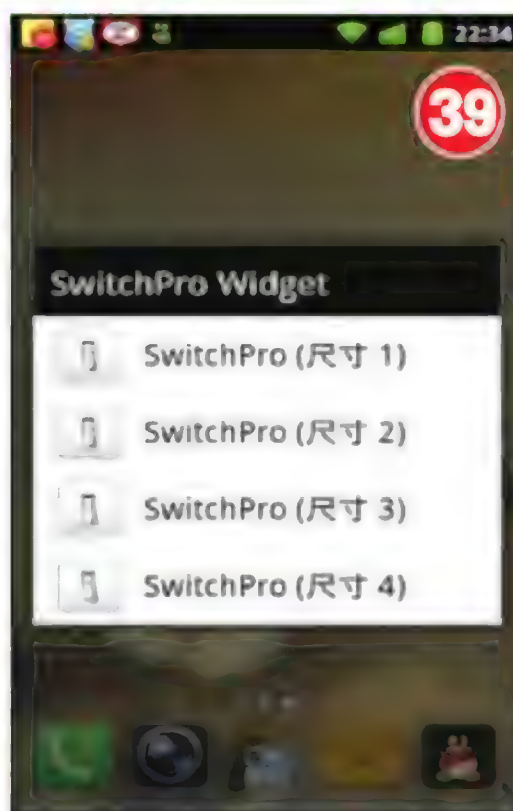 22:34
39
SwitchPro Widget
SwitchPro (尺寸 1)
SwitchPro (尺寸 2)
SwitchPro (尺寸 3)
SwitchPro (尺寸 4)